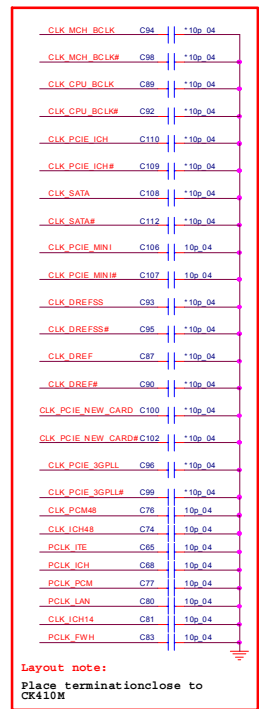 CLK_MCH_BCLK C94 *10p_04
CLK_MCH_BCLK# C98 *10p_04
CLK_CPU_BCLK C89 *10p_04
CLK_CPU_BCLK# C92 *10p_04
CLK_PCIE_ICH C110 *10p_04
CLK_PCIE_ICH# C109 *10p_04
CLK_SATA C108 *10p_04
CLK_SATA# C112 *10p_04
CLK_PCIE_MINI C106 10p_04
CLK_PCIE_MINI# C107 10p_04
CLK_DREFSS C93 *10p_04
CLK_DREFSS# C95 *10p_04
CLK_DREF C87 *10p_04
CLK_DREF# C90 *10p_04
CLK_PCIE_NEW_CARD C100 *10p_04
CLK_PCIE_NEW_CARD# C102 *10p_04
CLK_PCIE_3GPLL C96 *10p_04
CLK_PCIE_3GPLL# C99 *10p_04
CLK_PCM48 C76 10p_04
CLK_ICH48 C74 10p_04
PCLK_ITE C65 10p_04
PCLK_ICH C68 10p_04
PCLK_PCM C77 10p_04
PCLK_LAN C80 10p_04
CLK_ICH14 C81 10p_04
PCLK_FWH C83 10p_04
Layout note:
Place terminationclose to
CK410M